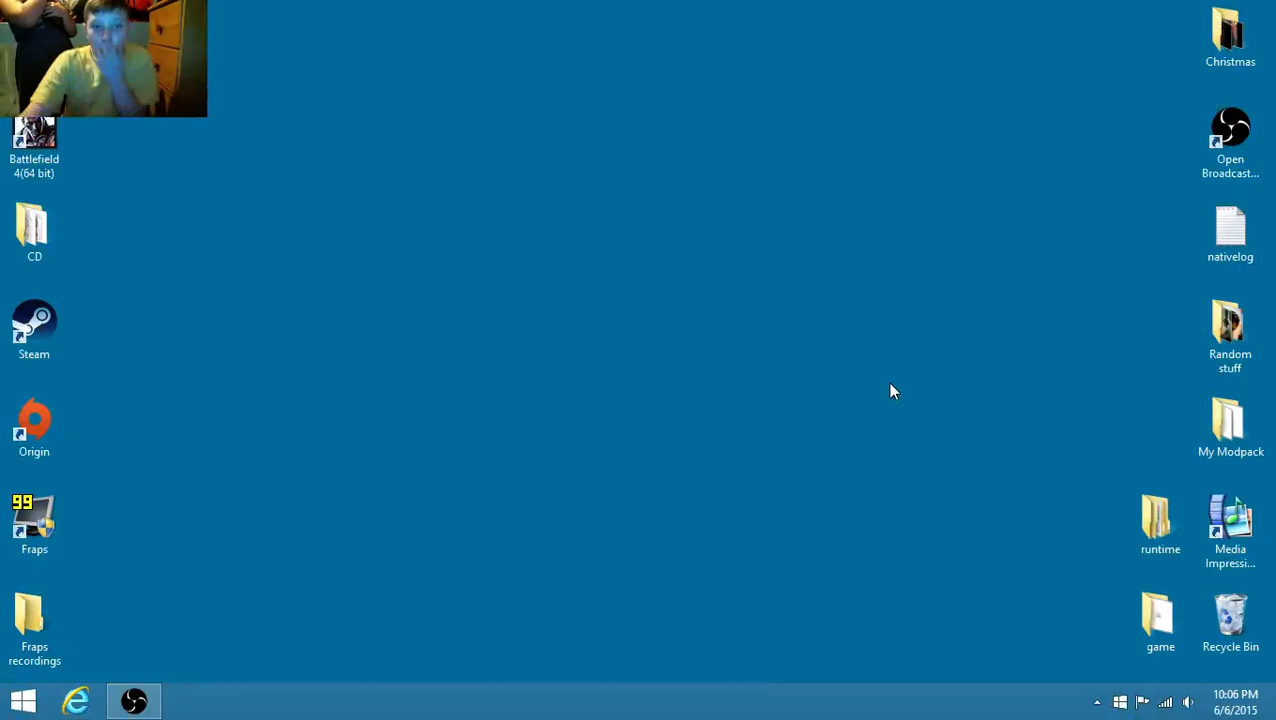 Battlefield
4(64 bit)
CD
Steam
Origin
99
Fraps
Fraps
recordings
Christmas
Open
Broadcast...
nativelog
Random
stuff
My Modpack
runtime
Media
Impressi...
game
Recycle Bin
10:06 PM
6/6/2015